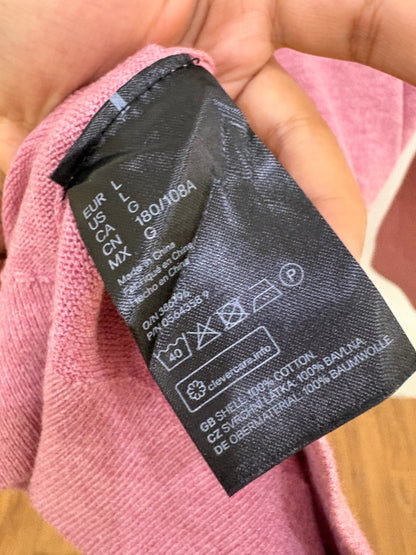 EUR L
US L
CA G
CN 180/108A
MX G
Made in China
Fabriqué en Chine
Hecho en China
40
P
clevercare.info
GB SHELL: 100% COTTON.
CZ SVRCHNÍ LÁTKA: 100% BAVLNA.
DE OBERMATERIAL: 100% BAUMWOLLE